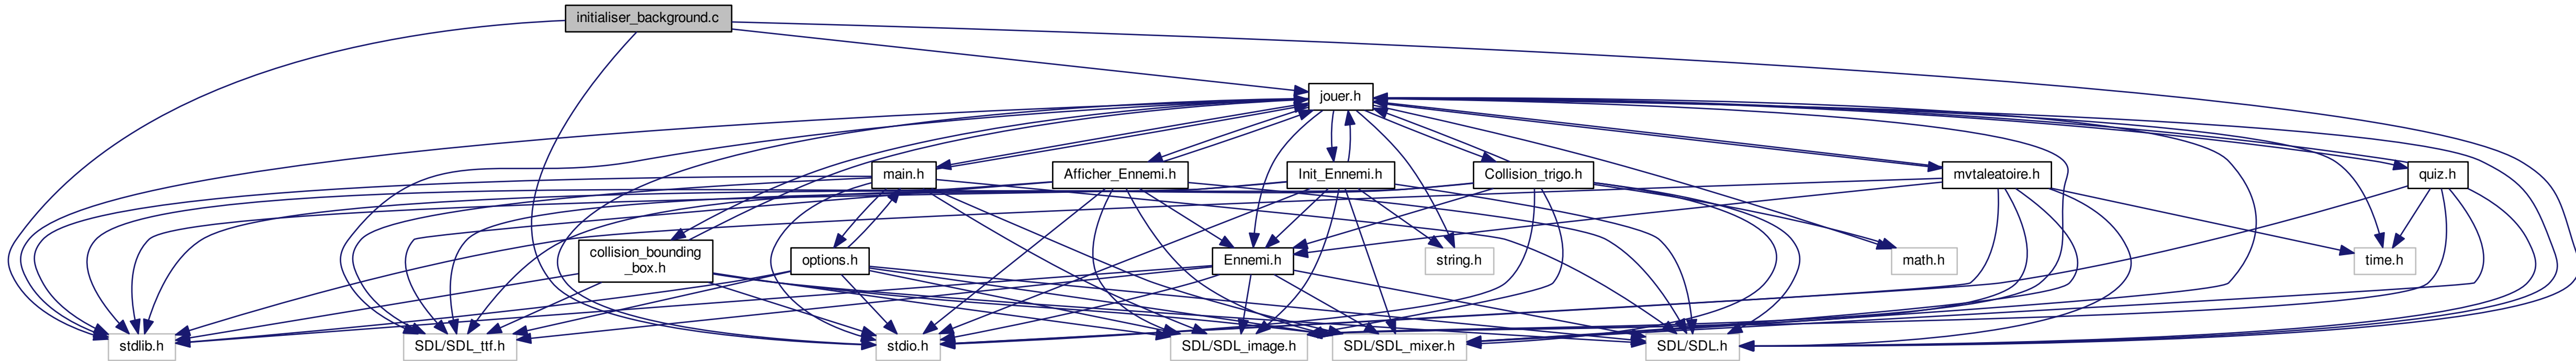 initialiser_background.c
jouer.h
main.h
Afficher_Ennemi.h
Init_Ennemi.h
Collision_trigo.h
mvtaleatoire.h
quiz.h
collision_bounding
_box.h
options.h
Ennemi.h
string.h
math.h
time.h
stdlib.h
SDL/SDL_ttf.h
stdio.h
SDL/SDL_image.h
SDL/SDL_mixer.h
SDL/SDL.h